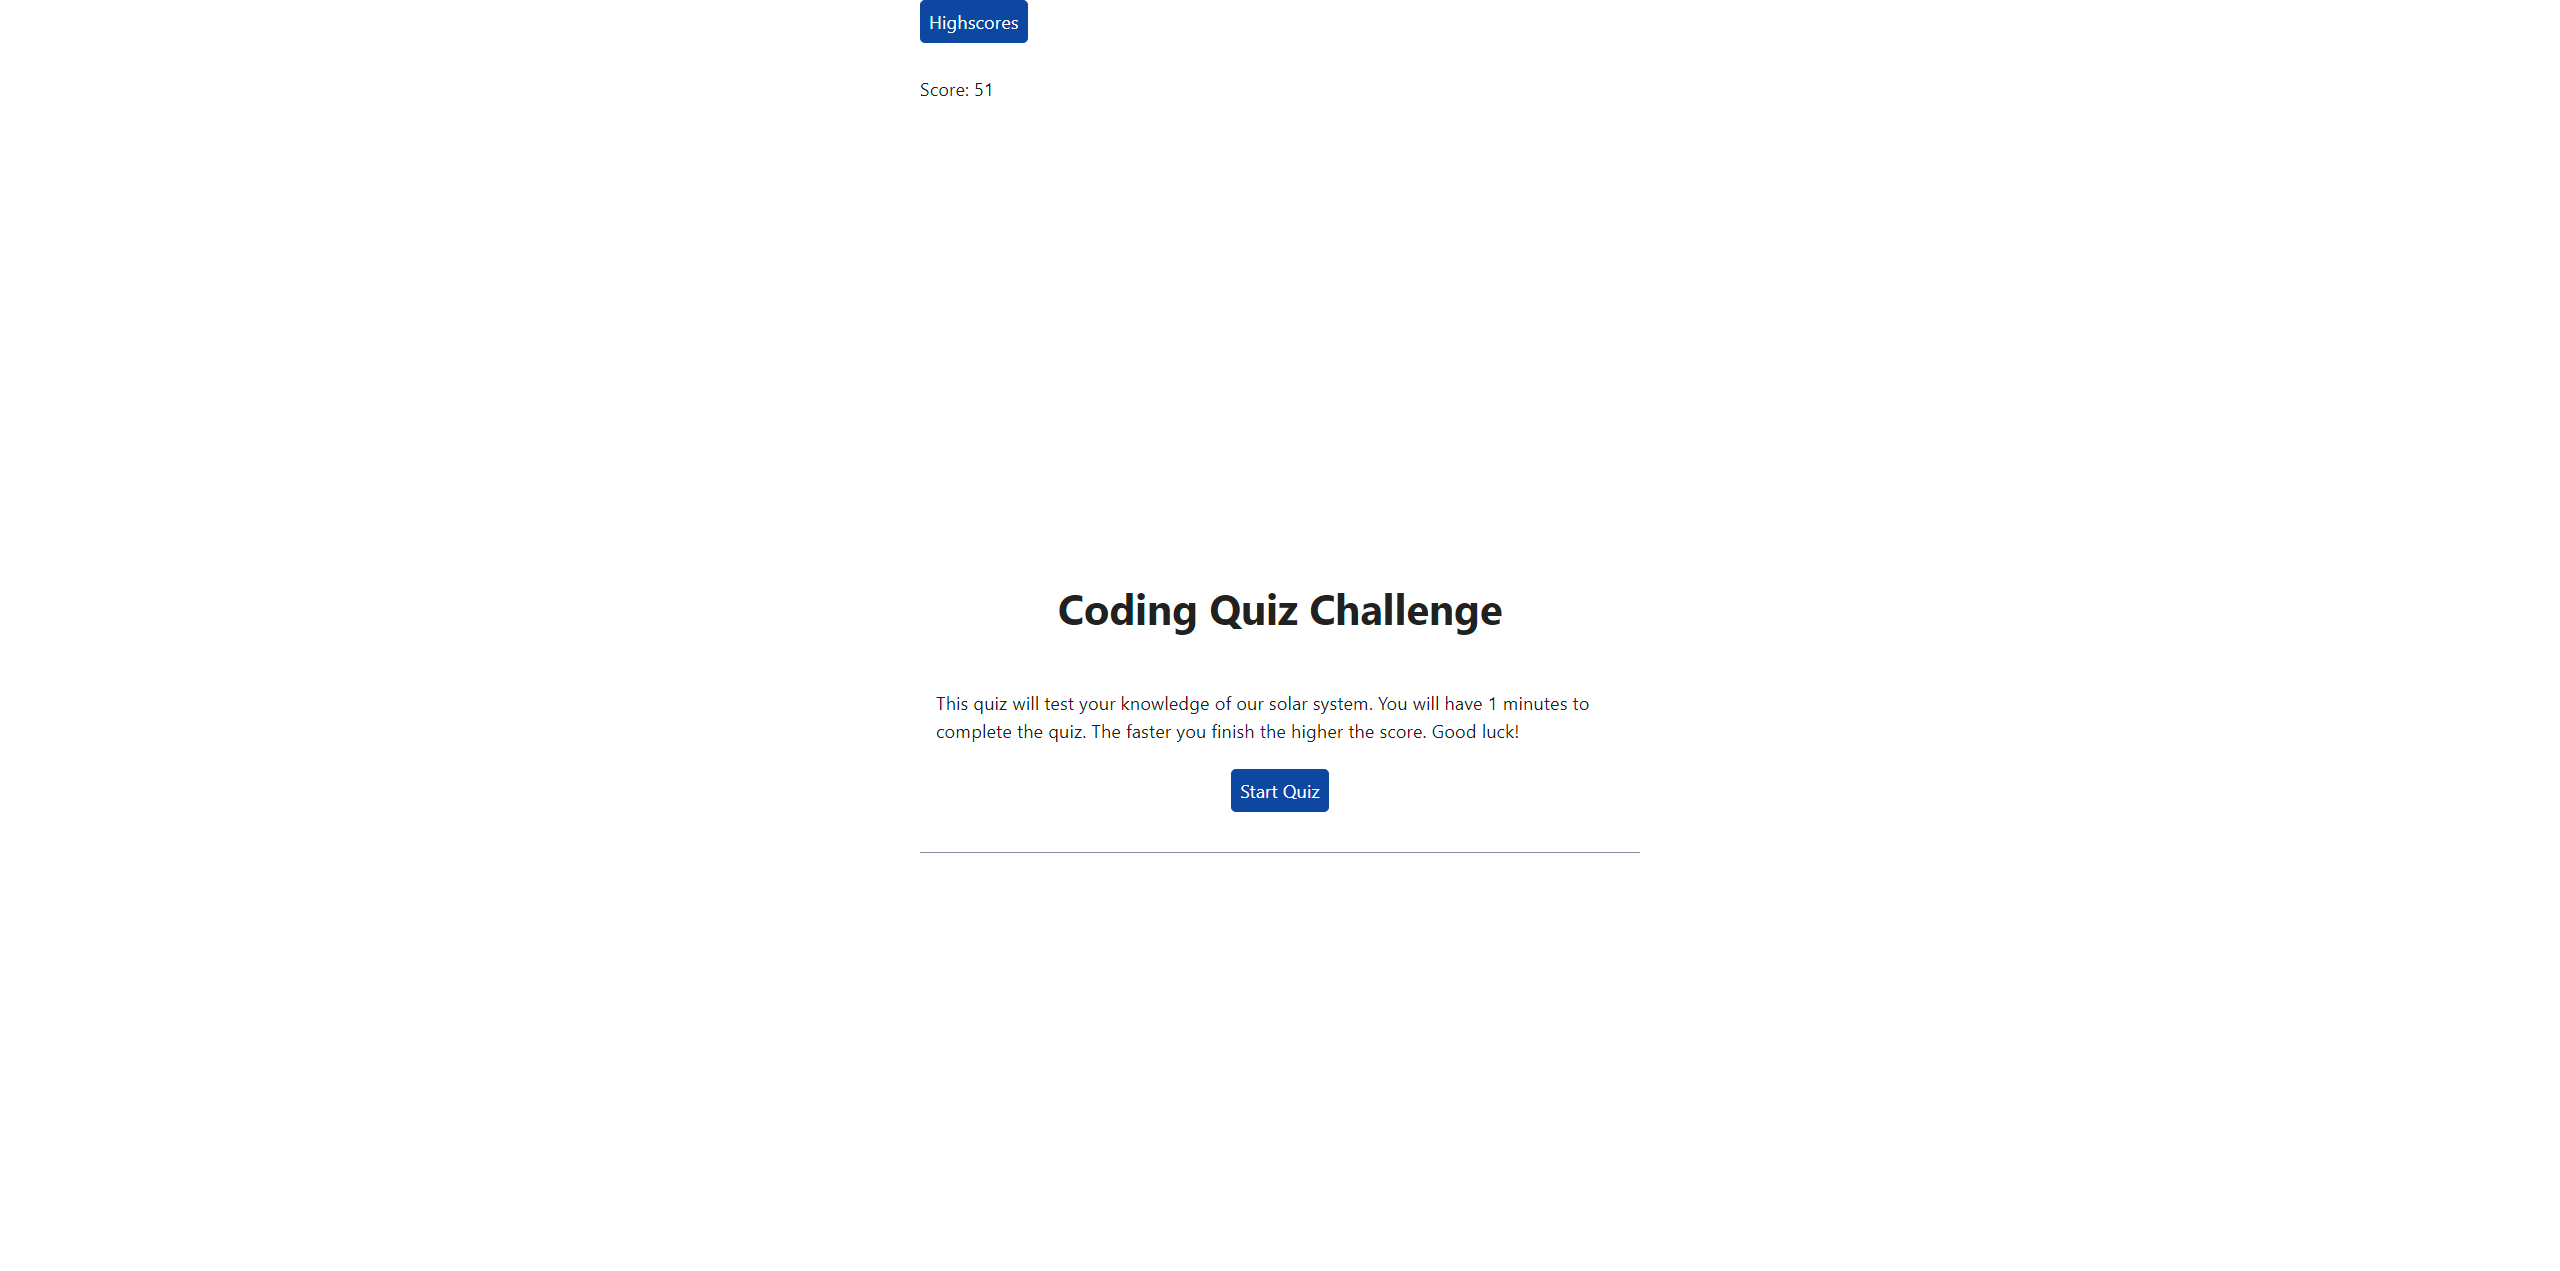 Highscores
Score: 51
Coding Quiz Challenge
This quiz will test your knowledge of our solar system. You will have 1 minutes to
complete the quiz. The faster you finish the higher the score. Good luck!
Start Quiz